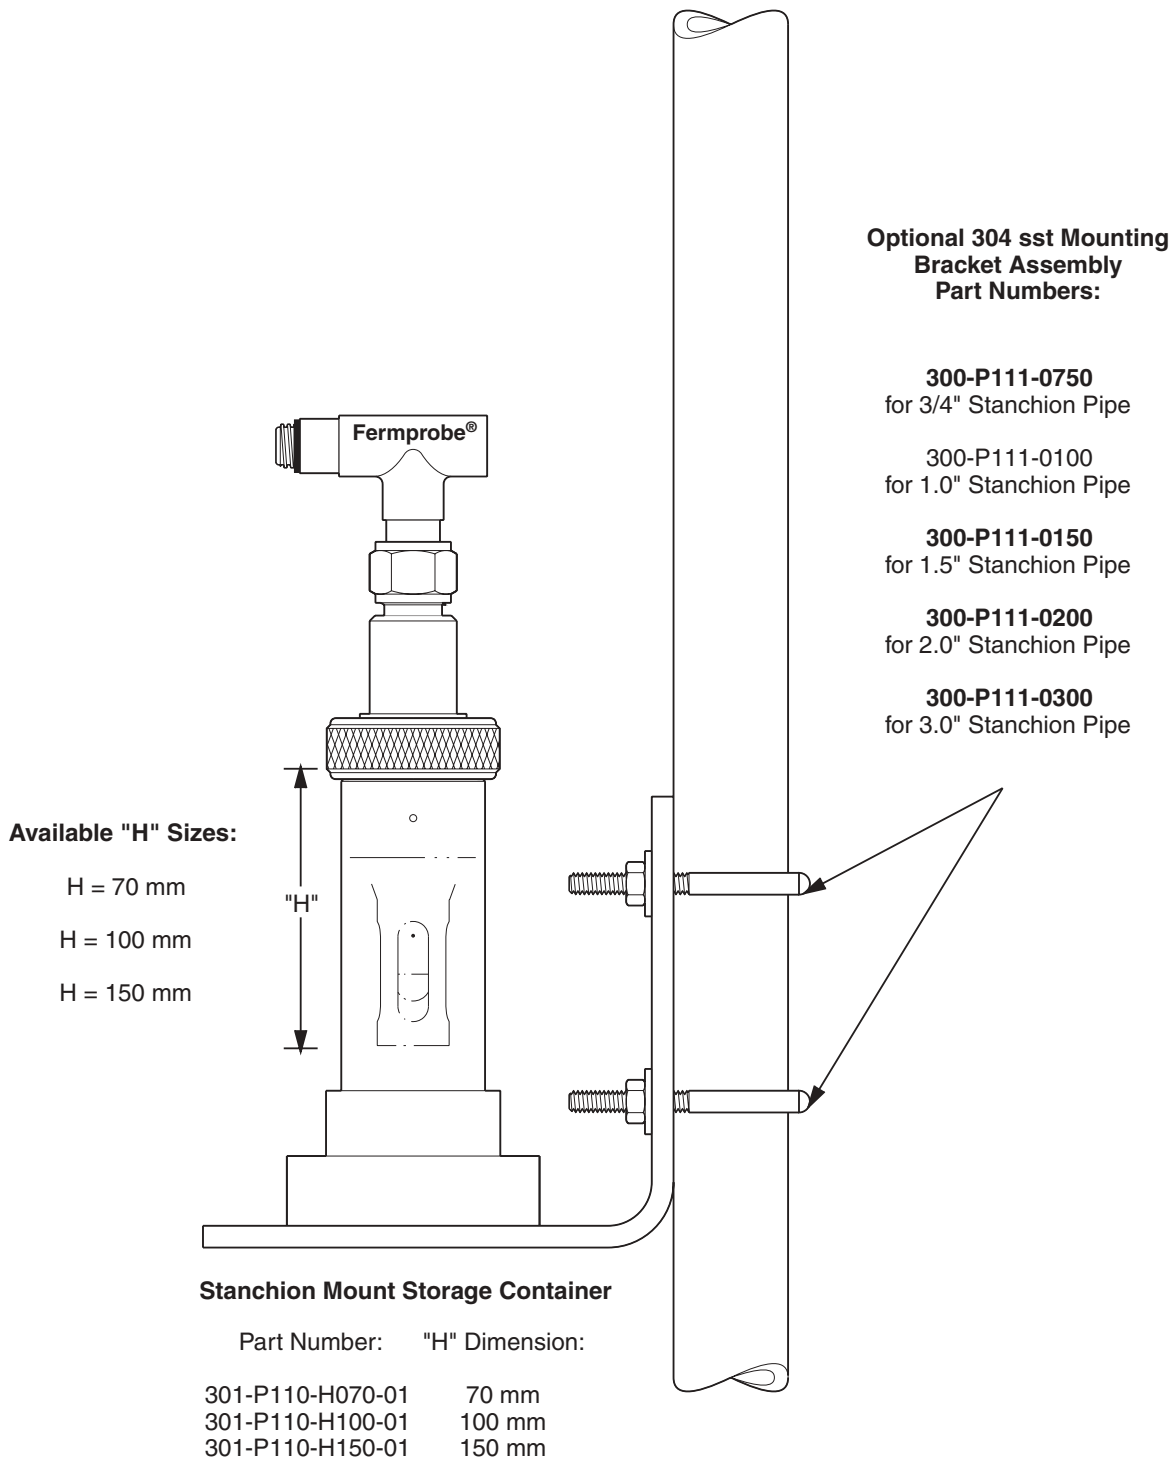 Optional 304 sst Mounting
Bracket Assembly
Part Numbers:
300-P111-0750
for 3/4" Stanchion Pipe
300-P111-0100
for 1.0" Stanchion Pipe
300-P111-0150
for 1.5" Stanchion Pipe
300-P111-0200
for 2.0" Stanchion Pipe
300-P111-0300
for 3.0" Stanchion Pipe
Fermprobe®
Available "H" Sizes:
H = 70 mm
H = 100 mm
H = 150 mm
"H"
Stanchion Mount Storage Container
Part Number: "H" Dimension:
301-P110-H070-01 70 mm
301-P110-H100-01 100 mm
301-P110-H150-01 150 mm